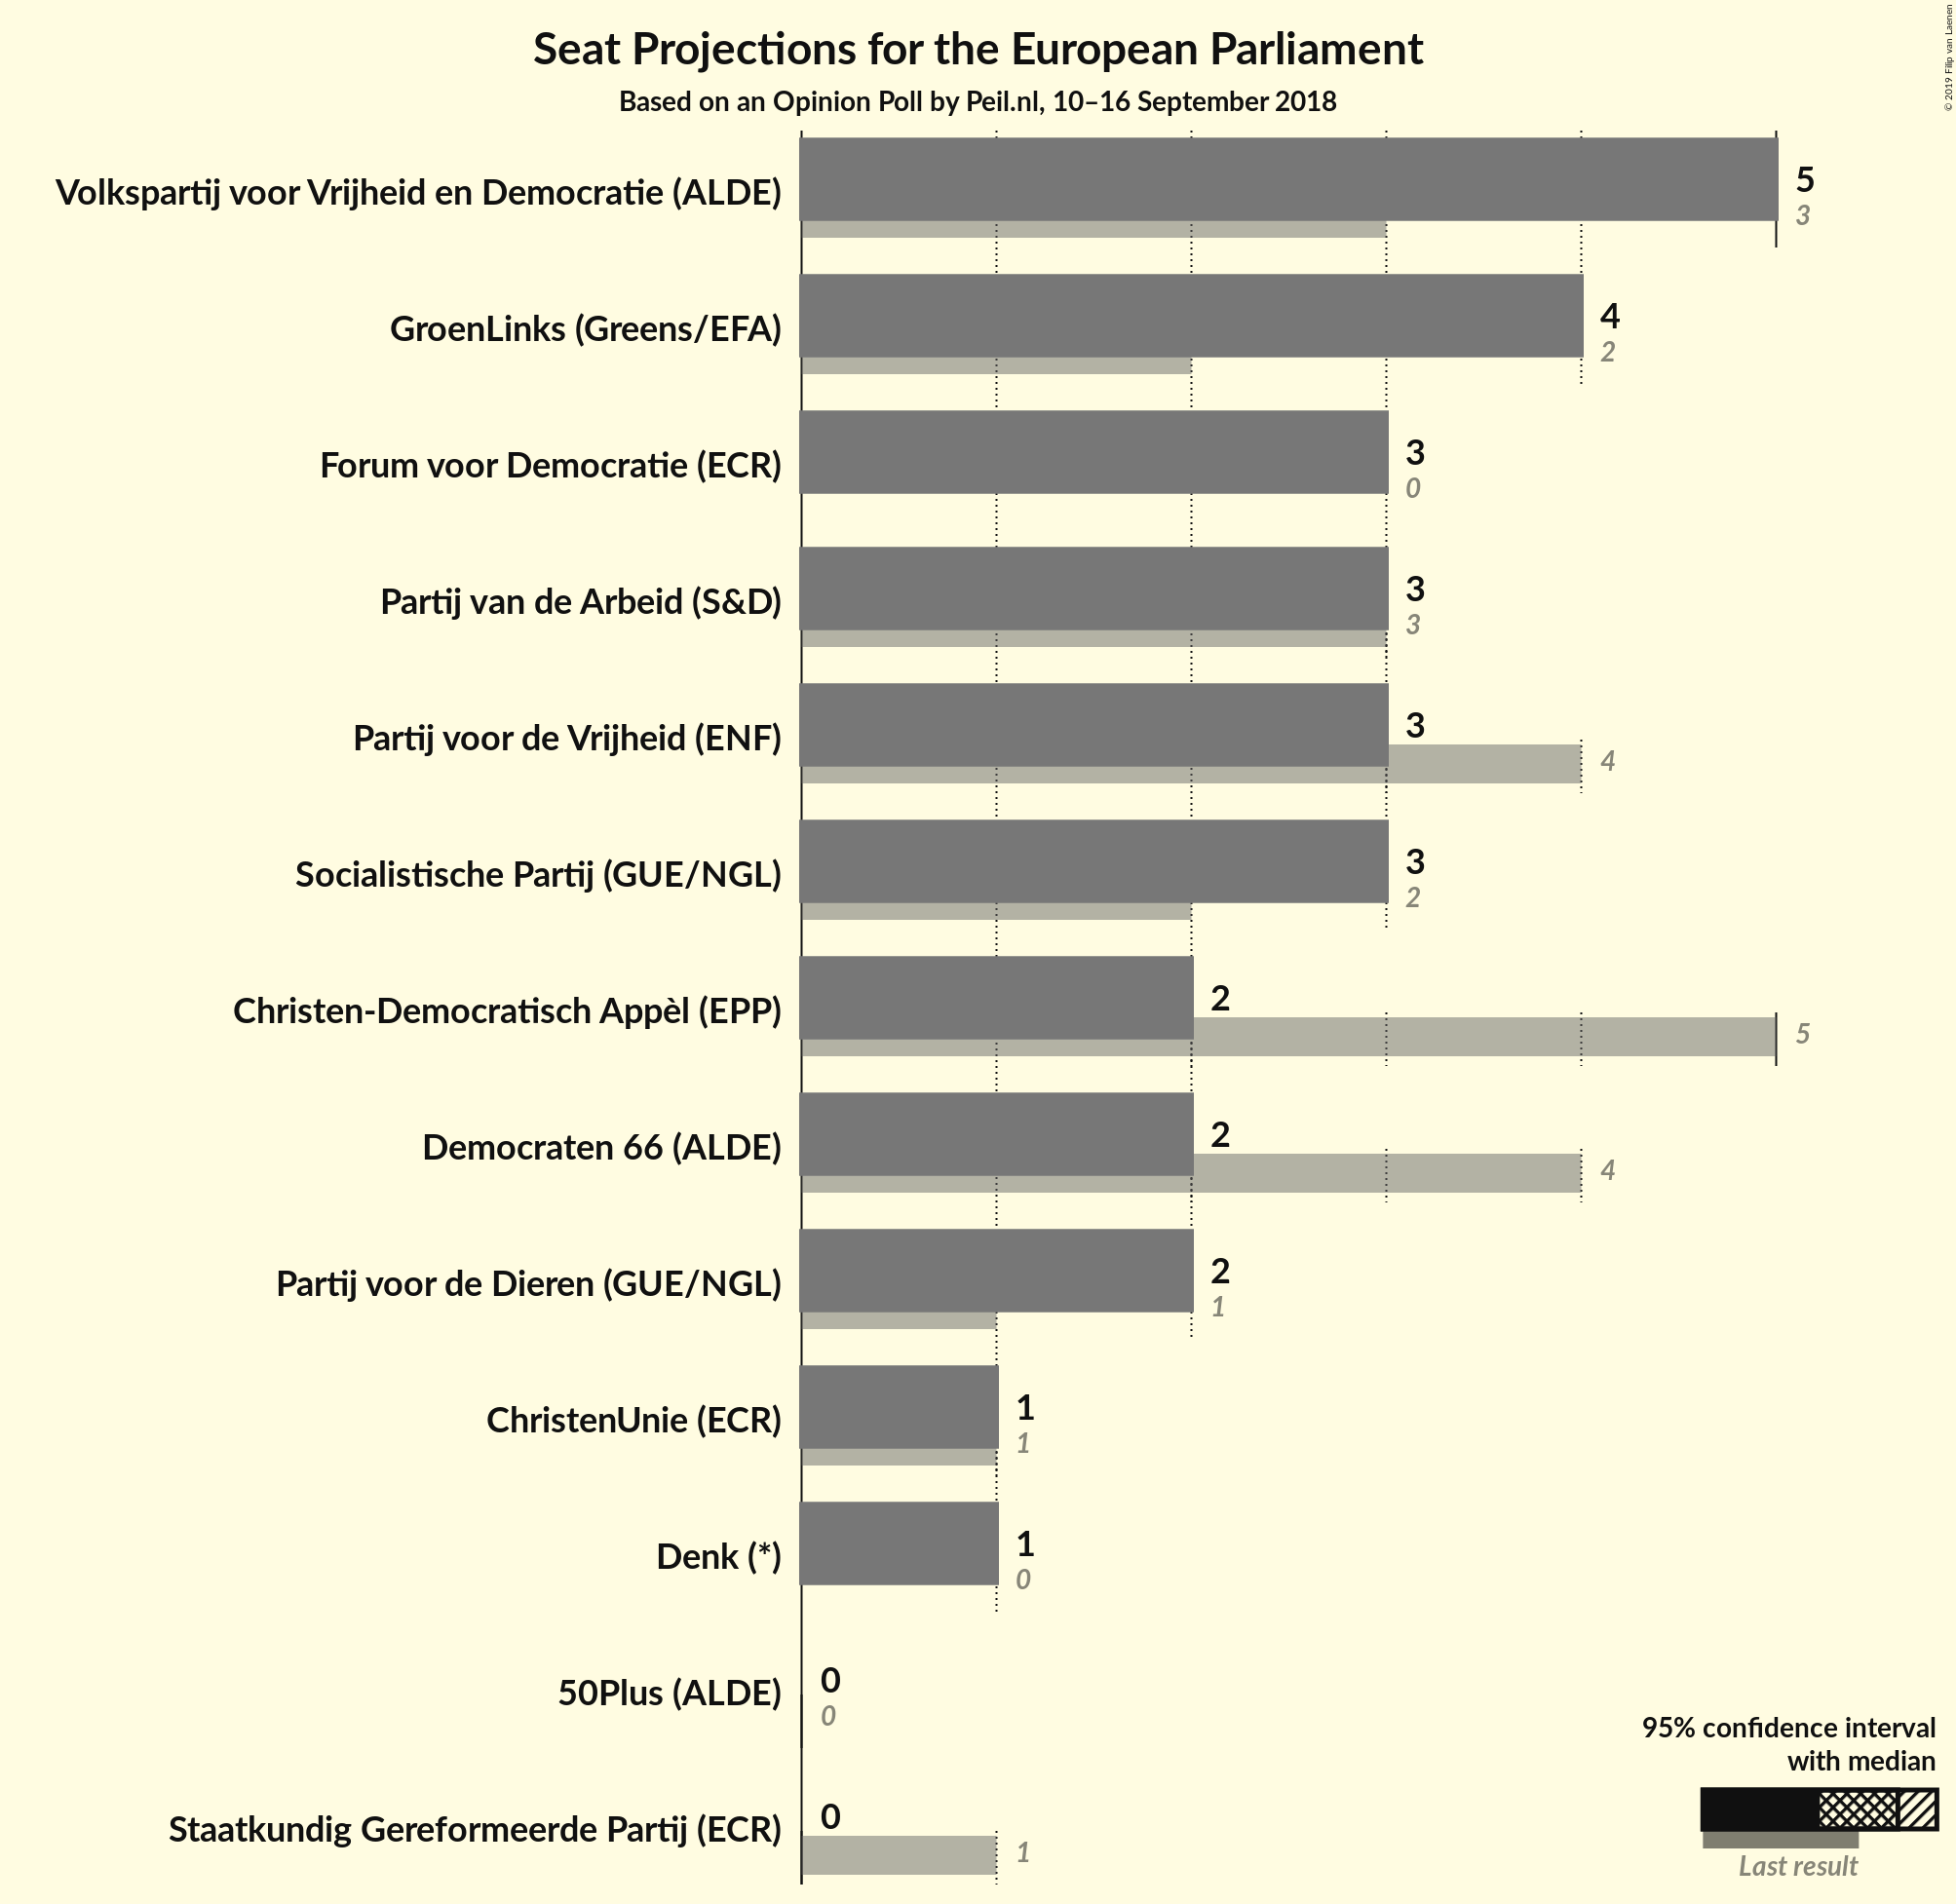 Seat Projections for the European Parliament
Based on an Opinion Poll by Peil.nl, 10–16 September 2018
© 2019 Filip van Laenen
Volkspartij voor Vrijheid en Democratie (ALDE)
5
3
GroenLinks (Greens/EFA)
4
2
Forum voor Democratie (ECR)
3
0
Partij van de Arbeid (S&D)
3
3
Partij voor de Vrijheid (ENF)
3
4
Socialistische Partij (GUE/NGL)
3
2
Christen-Democratisch Appèl (EPP)
2
5
Democraten 66 (ALDE)
2
4
Partij voor de Dieren (GUE/NGL)
2
1
ChristenUnie (ECR)
1
1
Denk (*)
1
0
50Plus (ALDE)
0
0
Staatkundig Gereformeerde Partij (ECR)
0
1
95% confidence interval
with median
Last result